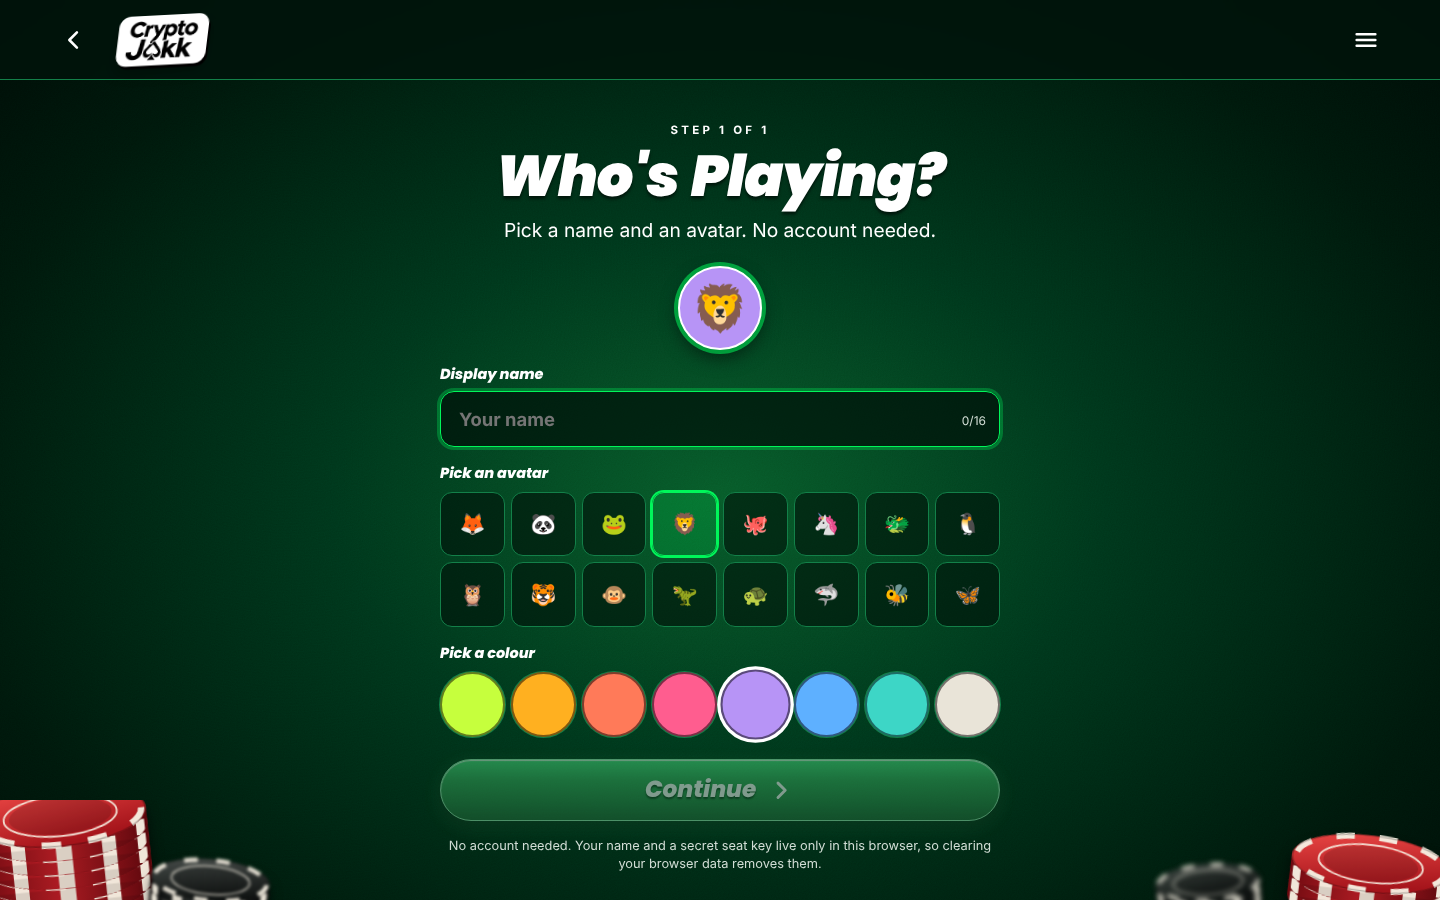 Crypto
Jokk
STEP 1 OF 1
Who's Playing?
Pick a name and an avatar. No account needed.
Display name
Your name
0/16
Pick an avatar
Pick a colour
Continue
No account needed. Your name and a secret seat key live only in this browser, so clearing
your browser data removes them.